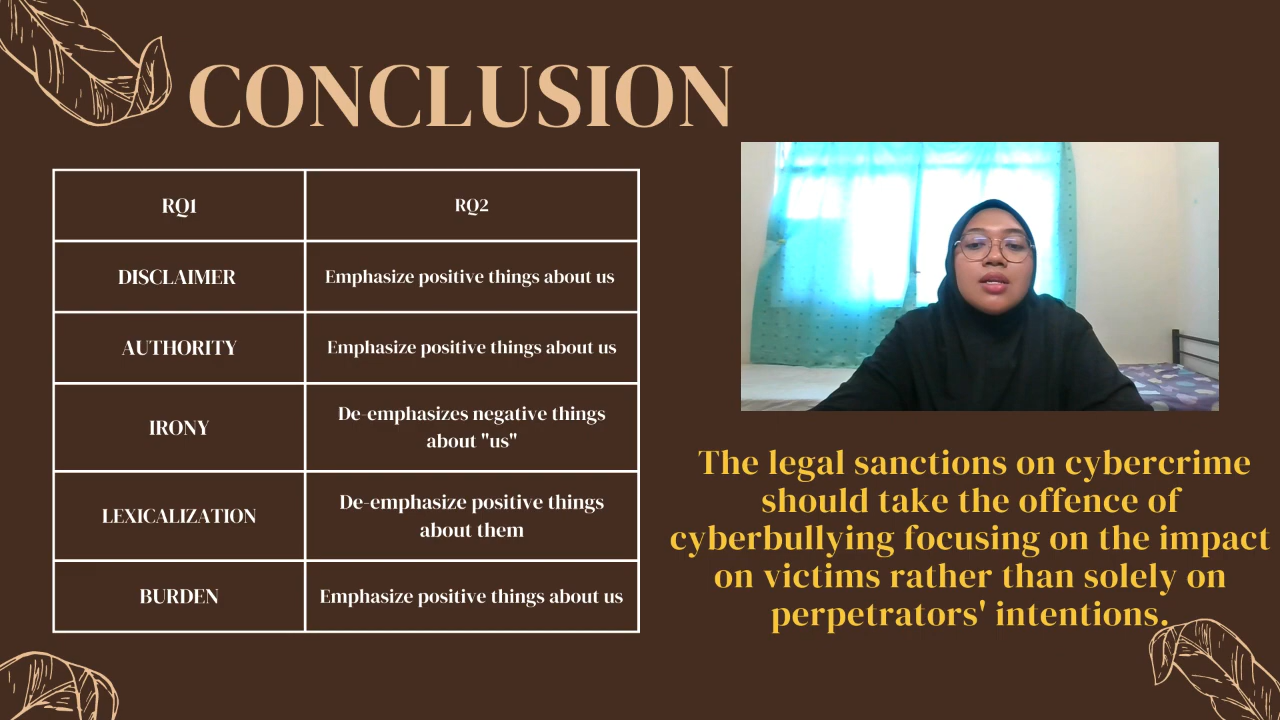 CONCLUSION
RQ1
RQ2
DISCLAIMER
Emphasize positive things about us
AUTHORITY
Emphasize positive things about us
IRONY
De-emphasizes negative things
about "us"
LEXICALIZATION
De-emphasize positive things
about them
BURDEN
Emphasize positive things about us
The legal sanctions on cybercrime
should take the offence of
cyberbullying focusing on the impact
on victims rather than solely on
perpetrators' intentions.